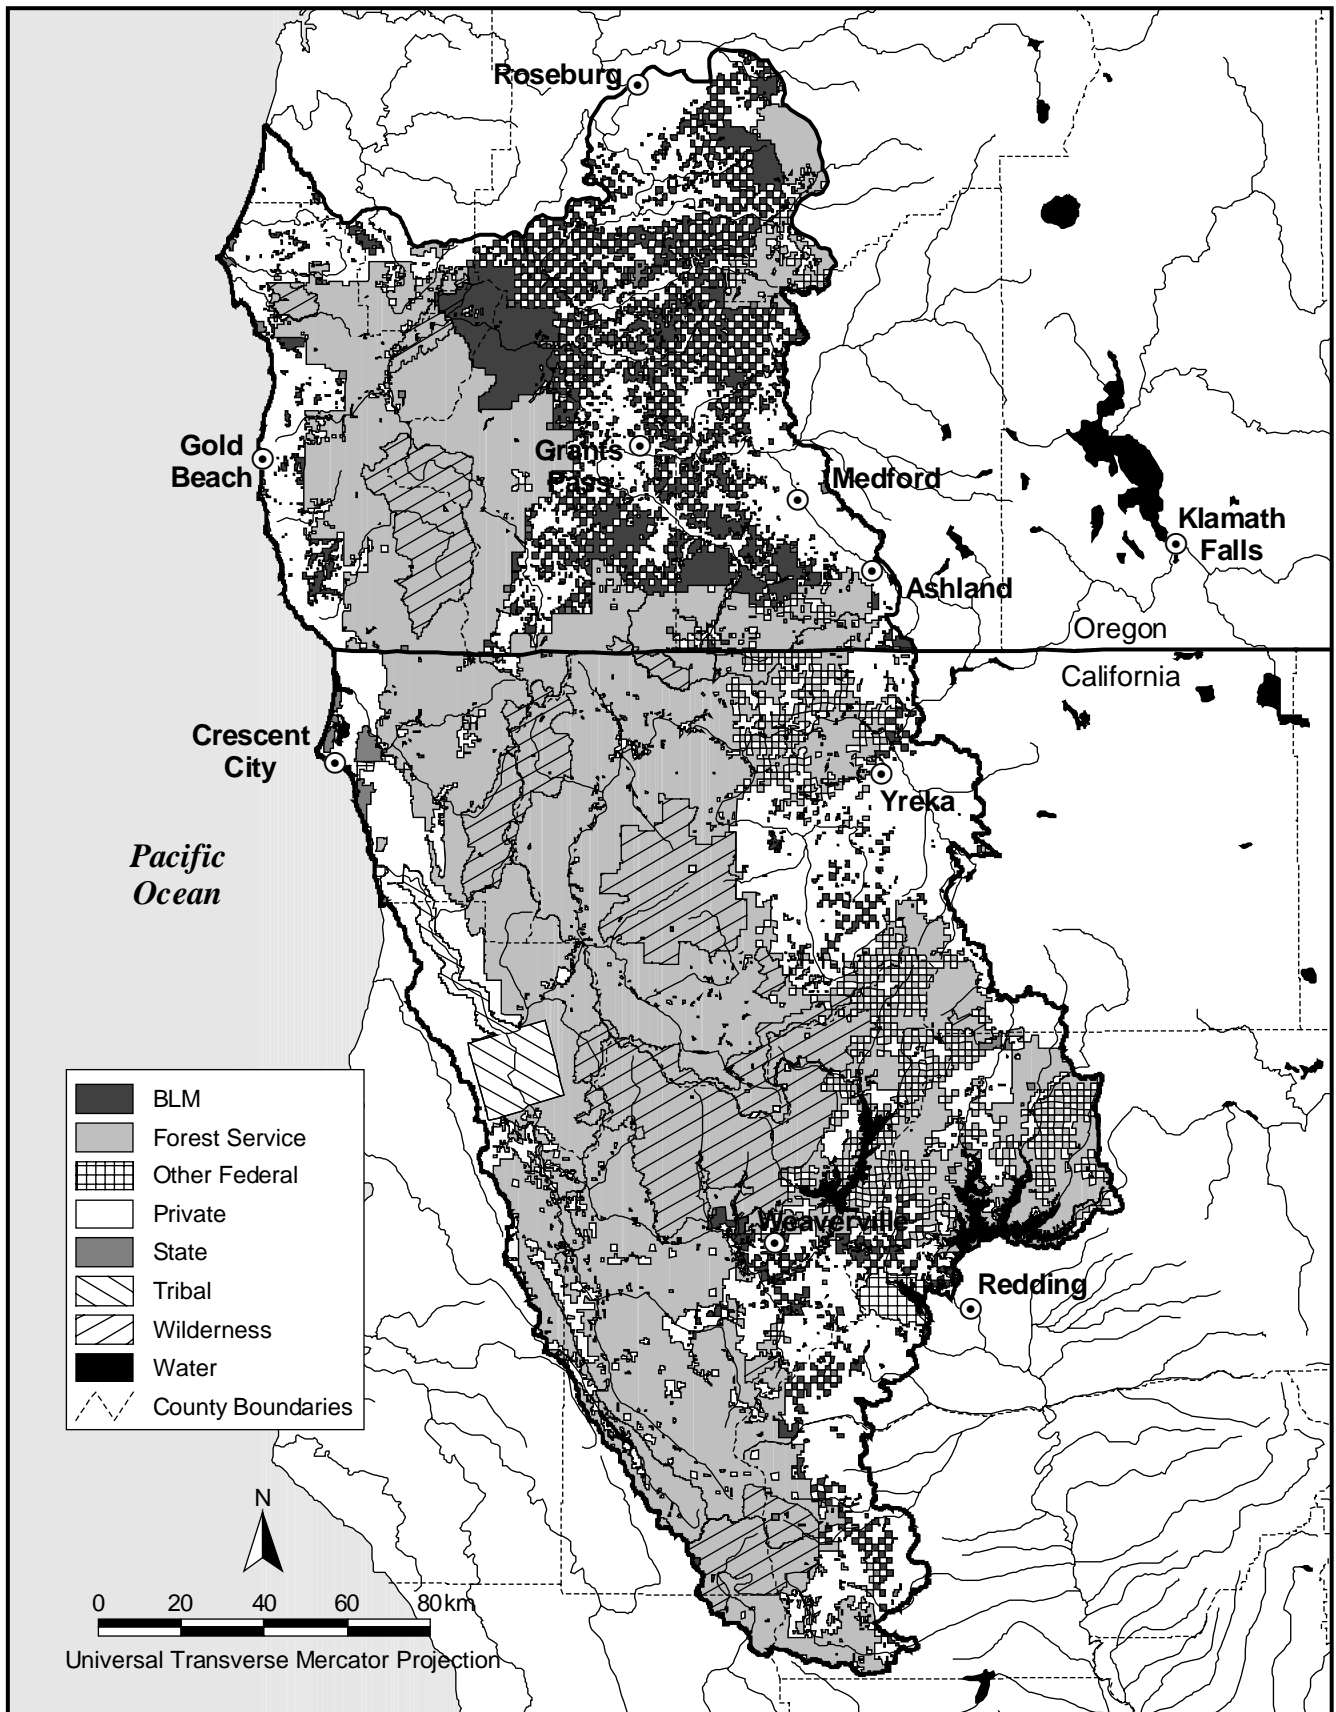 Roseburg
Gold
Beach
Grants
Pass
Medford
Klamath
Falls
Ashland
Oregon
California
Crescent
City
Yreka
Pacific
Ocean
BLM
Forest Service
Other Federal
Private
State
Tribal
Wilderness
Water
County Boundaries
Weaverville
Redding
N
0 20 40 60 80 km
Universal Transverse Mercator Projection